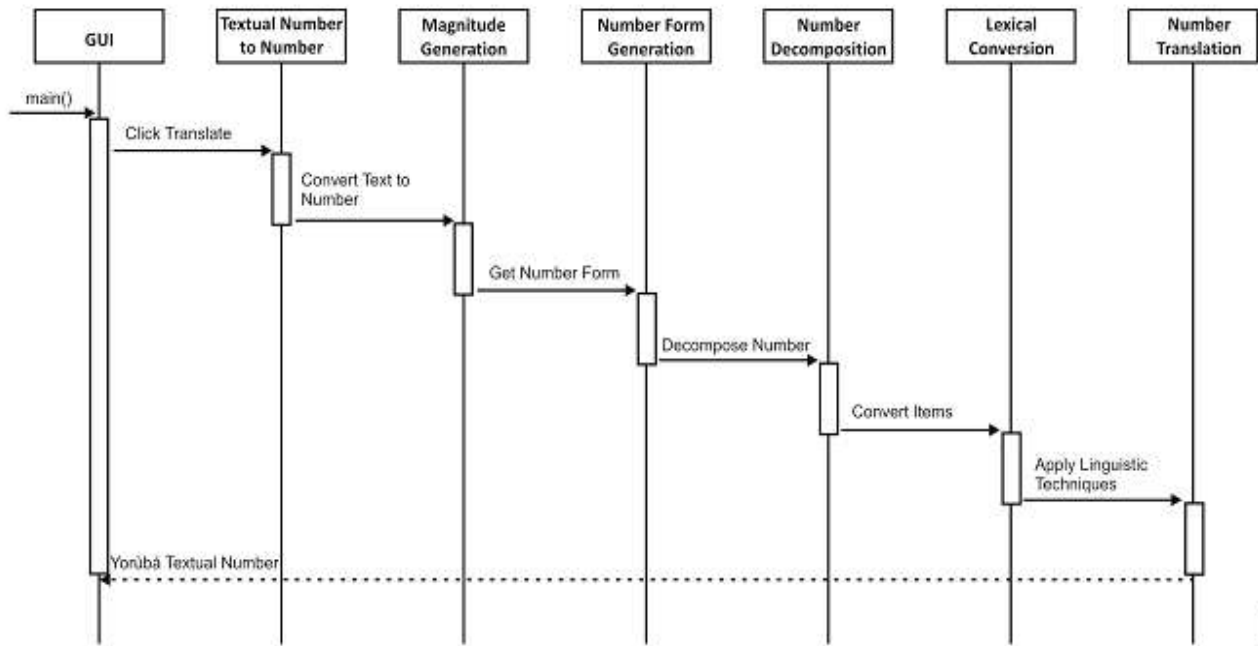 GUI
Textual Number
to Number
Magnitude
Generation
Number Form
Generation
Number
Decomposition
Lexical
Conversion
Number
Translation
main()
Click Translate
Convert Text to
Number
Get Number Form
Decompose Number
Convert Items
Apply Linguistic
Techniques
Yorùbá Textual Number